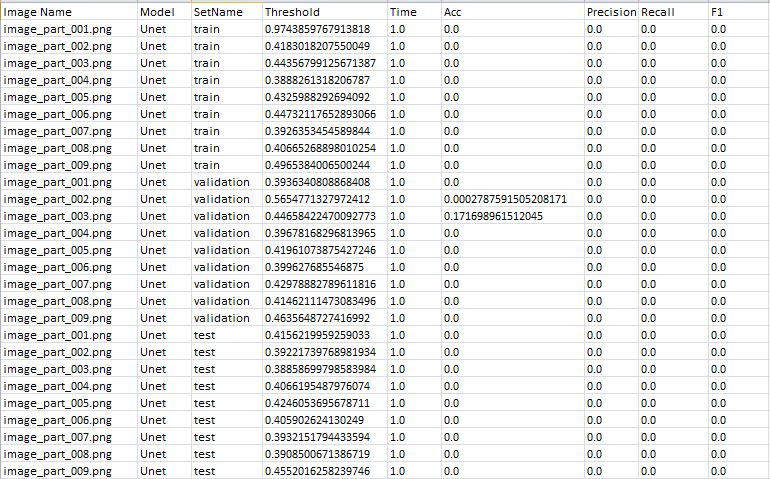 Image Name Model SetName Threshold Time Acc Precision Recall F1
image_part_001.png Unet train 0.9743859767913818 1.0 0.0 0.0 0.0 0.0
image_part_002.png Unet train 0.4183018207550049 1.0 0.0 0.0 0.0 0.0
image_part_003.png Unet train 0.44356799125671387 1.0 0.0 0.0 0.0 0.0
image_part_004.png Unet train 0.3888261318206787 1.0 0.0 0.0 0.0 0.0
image_part_005.png Unet train 0.4325988292694092 1.0 0.0 0.0 0.0 0.0
image_part_006.png Unet train 0.44732117652893066 1.0 0.0 0.0 0.0 0.0
image_part_007.png Unet train 0.3926353454589844 1.0 0.0 0.0 0.0 0.0
image_part_008.png Unet train 0.40665268898010254 1.0 0.0 0.0 0.0 0.0
image_part_009.png Unet train 0.4965384006500244 1.0 0.0 0.0 0.0 0.0
image_part_001.png Unet validation 0.3936340808868408 1.0 0.0 0.0 0.0 0.0
image_part_002.png Unet validation 0.5654771327972412 1.0 0.0002787591505208171 0.0 0.0 0.0
image_part_003.png Unet validation 0.44658422470092773 1.0 0.171698961512045 0.0 0.0 0.0
image_part_004.png Unet validation 0.39678168296813965 1.0 0.0 0.0 0.0 0.0
image_part_005.png Unet validation 0.41961073875427246 1.0 0.0 0.0 0.0 0.0
image_part_006.png Unet validation 0.399627685546875 1.0 0.0 0.0 0.0 0.0
image_part_007.png Unet validation 0.42978882789611816 1.0 0.0 0.0 0.0 0.0
image_part_008.png Unet validation 0.41462111473083496 1.0 0.0 0.0 0.0 0.0
image_part_009.png Unet validation 0.4635648727416992 1.0 0.0 0.0 0.0 0.0
image_part_001.png Unet test 0.4156219959259033 1.0 0.0 0.0 0.0 0.0
image_part_002.png Unet test 0.39221739768981934 1.0 0.0 0.0 0.0 0.0
image_part_003.png Unet test 0.38858699798583984 1.0 0.0 0.0 0.0 0.0
image_part_004.png Unet test 0.4066195487976074 1.0 0.0 0.0 0.0 0.0
image_part_005.png Unet test 0.4246053695678711 1.0 0.0 0.0 0.0 0.0
image_part_006.png Unet test 0.405902624130249 1.0 0.0 0.0 0.0 0.0
image_part_007.png Unet test 0.3932151794433594 1.0 0.0 0.0 0.0 0.0
image_part_008.png Unet test 0.3908500671386719 1.0 0.0 0.0 0.0 0.0
image_part_009.png Unet test 0.4552016258239746 1.0 0.0 0.0 0.0 0.0